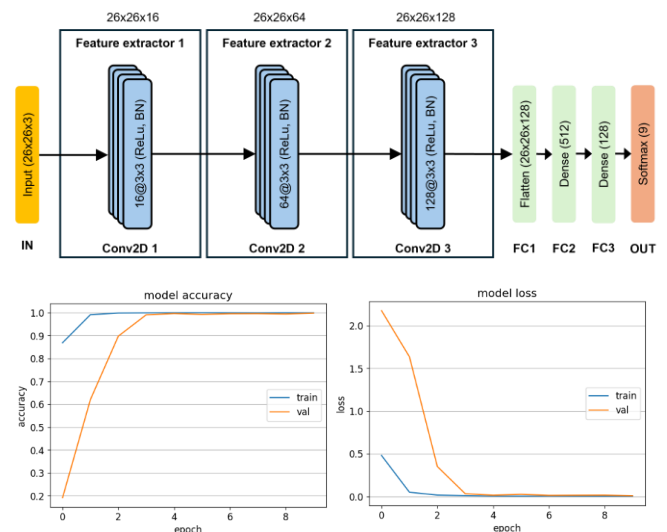 26x26x16
26x26x64
26x26x128
Feature extractor 1
Feature extractor 2
Feature extractor 3
Input (26x26x3)
16@3x3 (ReLu, BN)
64@3x3 (ReLu, BN)
128@3x3 (ReLu, BN)
Flatten (26x26x128)
Dense (512)
Dense (128)
Softmax (9)
IN
Conv2D 1
Conv2D 2
Conv2D 3
FC1
FC2
FC3
OUT
model accuracy
1.0
0.9
0.8
0.7
0.6
0.5
0.4
0.3
0.2
accuracy
train
val
0
2
4
6
8
epoch
model loss
2.0
1.5
1.0
0.5
0.0
loss
train
val
0
2
4
6
8
epoch